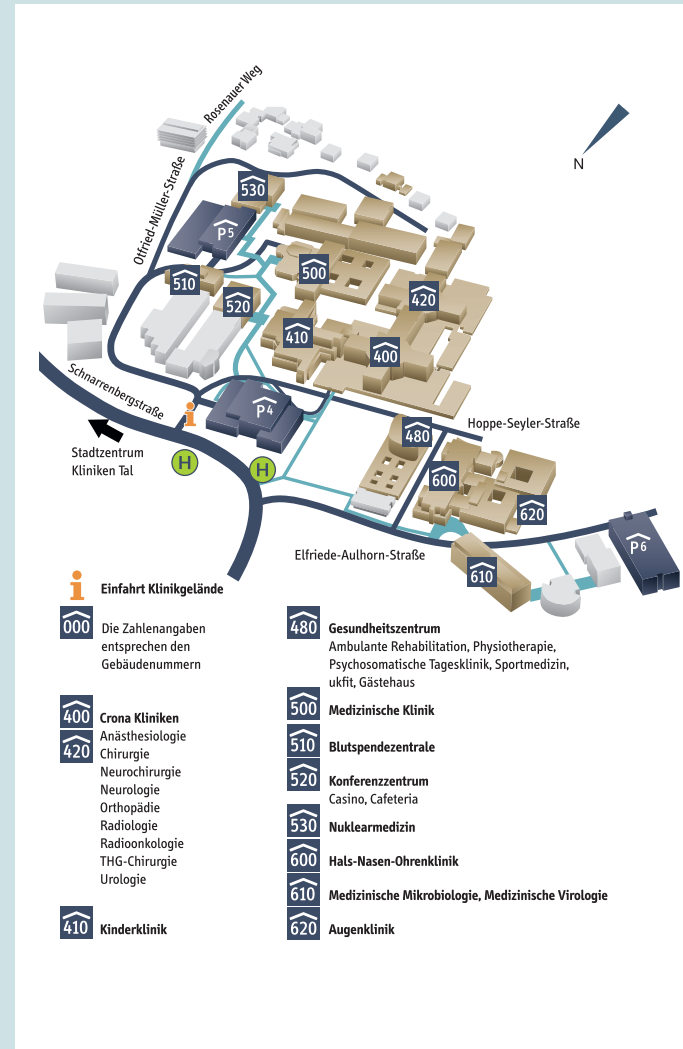 Rosenauer Weg
Otfried-Müller-Straße
N
530
P5
510
520
500
420
410
400
Schnarrenbergstraße
i
P4
Stadtzentrum
Kliniken Tal
H
H
Hoppe-Seyler-Straße
480
600
620
Elfriede-Aulhorn-Straße
610
P6
i Einfahrt Klinikgelände
000 Die Zahlenangaben
entsprechen den
Gebäudenummern
400 Crona Kliniken
420 Anästhesiologie
Chirurgie
Neurochirurgie
Neurologie
Orthopädie
Radiologie
Radioonkologie
THG-Chirurgie
Urologie
410 Kinderklinik
480 Gesundheitszentrum
Ambulante Rehabilitation, Physiotherapie,
Psychosomatische Tagesklinik, Sportmedizin,
ukfit, Gästehaus
500 Medizinische Klinik
510 Blutspendezentrale
520 Konferenzzentrum
Casino, Cafeteria
530 Nuklearmedizin
600 Hals-Nasen-Ohrenklinik
610 Medizinische Mikrobiologie, Medizinische Virologie
620 Augenklinik